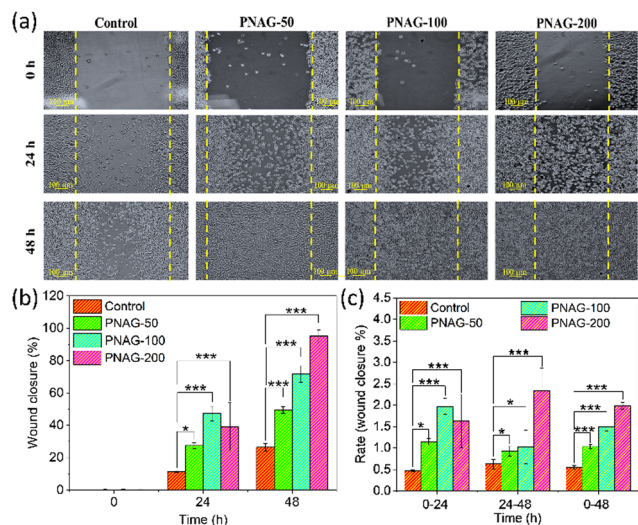 (a)
Control PNAG-50 PNAG-100 PNAG-200
0 h
100 μm 100 μm 100 μm 100 μm
24 h
100 μm 100 μm 100 μm 100 μm
48 h
100 μm 100 μm 100 μm 100 μm
(b)
Wound closure (%)
120
100
80
60
40
20
0
Control
PNAG-50
PNAG-100
PNAG-200
***
***
*
***
***
***
0 24 48
Time (h)
(c)
Rate (wound closure %)
4.5
4.0
3.5
3.0
2.5
2.0
1.5
1.0
0.5
0.0
Control PNAG-100
PNAG-50 PNAG-200
***
***
*
***
*
*
***
***
***
0-24 24-48 0-48
Time (h)